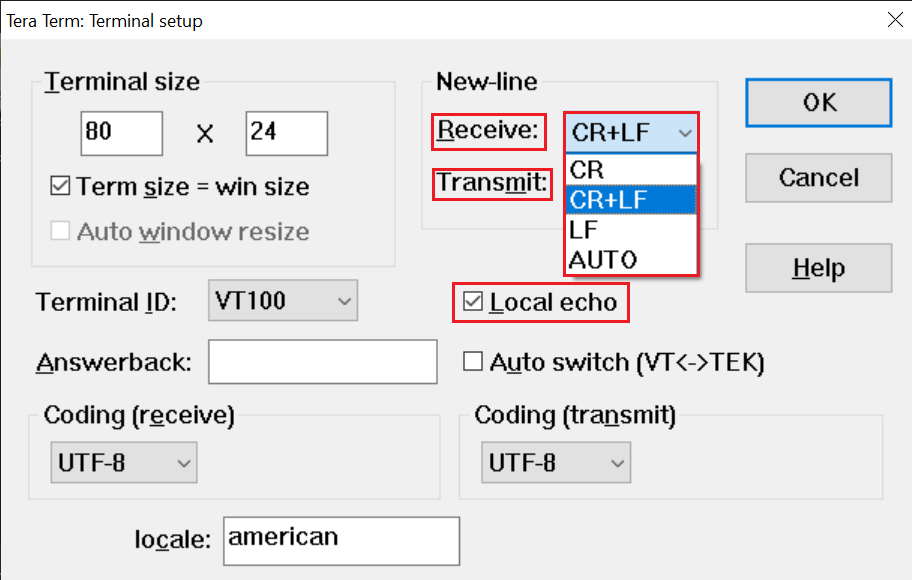 Tera Term: Terminal setup
Terminal size
80 X 24
Term size = win size
Auto window resize
New-line
Receive: CR+LF
Transmit:
CR
CR+LF
LF
AUTO
OK
Cancel
Help
Terminal ID: VT100
Local echo
Answerback:
Auto switch (VT<->TEK)
Coding (receive)
UTF-8
Coding (transmit)
UTF-8
locale: american